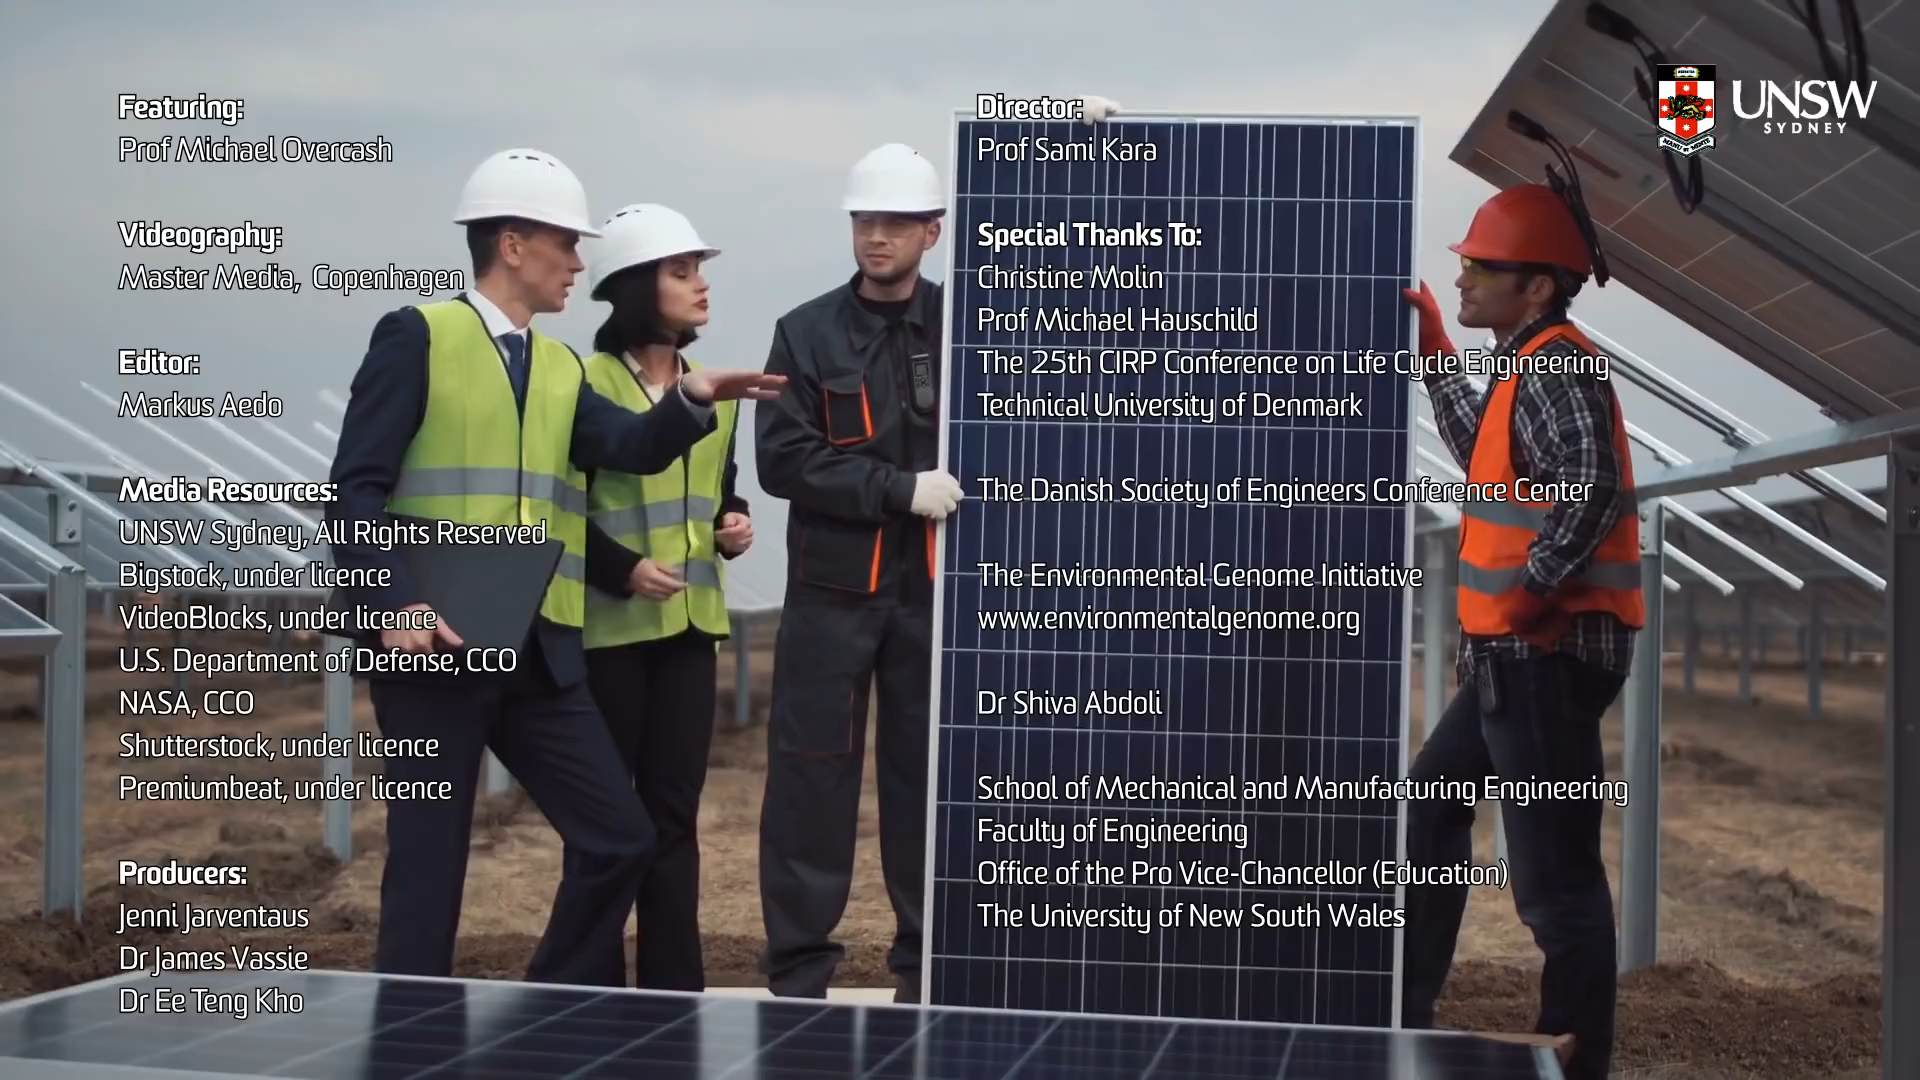 Featuring:
Prof Michael Overcash
Videography:
Master Media, Copenhagen
Editor:
Markus Aedo
Media Resources:
UNSW Sydney, All Rights Reserved
Bigstock, under licence
VideoBlocks, under licence
U.S. Department of Defense, CCO
NASA, CCO
Shutterstock, under licence
Premiumbeat, under licence
Producers:
Jenni Jarventaus
Dr James Vassie
Dr Ee Teng Kho
Director:
Prof Sami Kara
Special Thanks To:
Christine Molin
Prof Michael Hauschild
The 25th CIRP Conference on Life Cycle Engineering
Technical University of Denmark
The Danish Society of Engineers Conference Center
The Environmental Genome Initiative
www.environmentalgenome.org
Dr Shiva Abdoli
School of Mechanical and Manufacturing Engineering
Faculty of Engineering
Office of the Pro Vice-Chancellor (Education)
The University of New South Wales
UNSW
SYDNEY